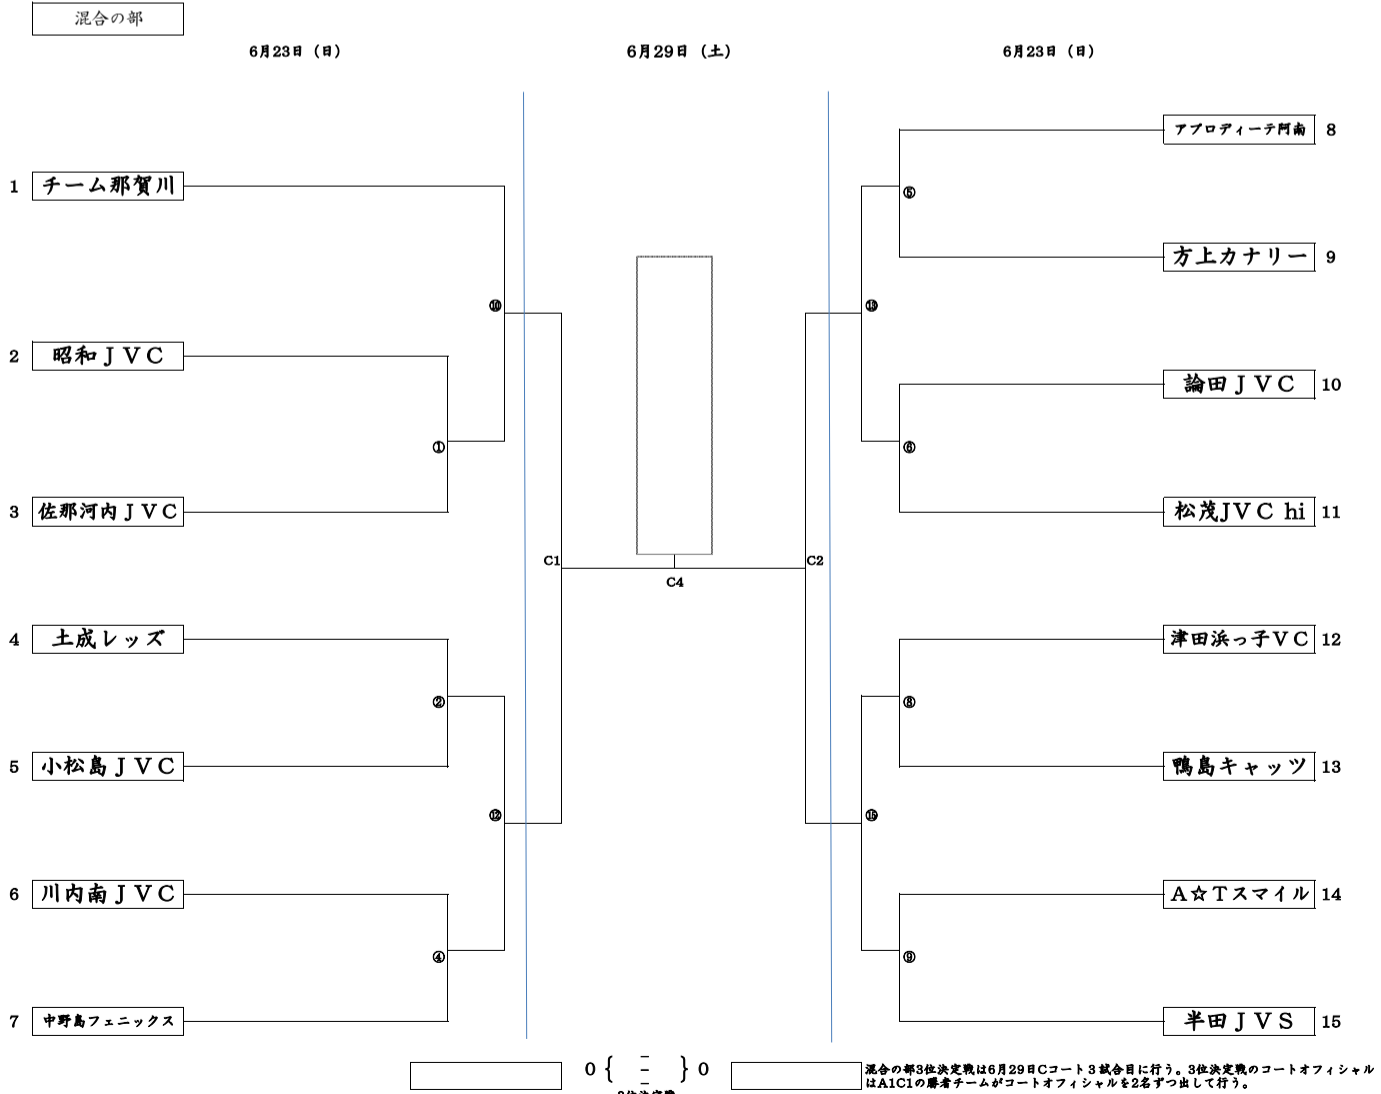 混合の部
6月23日（日）
6月29日（土）
6月23日（日）
アプロディーテ阿南 8
1 チーム那賀川
⑤
方上カナリー 9
⑩
⑬
2 昭和ＪＶＣ
論田ＪＶＣ 10
①
⑥
3 佐那河内ＪＶＣ
松茂JVC hi 11
C1
C2
C4
4 土成レッズ
津田浜っ子ＶＣ 12
②
⑧
5 小松島ＪＶＣ
鴨島キャッツ 13
⑫
⑮
6 川内南ＪＶＣ
A☆Tスマイル 14
④
⑨
7 中野島フェニックス
半田ＪＶＳ 15
0 { − − − } 0
混合の部3位決定戦は6月29日Cコート３試合目に行う。3位決定戦のコートオフィシャル
はA1C1の勝者チームがコートオフィシャルを2名ずつ出して行う。